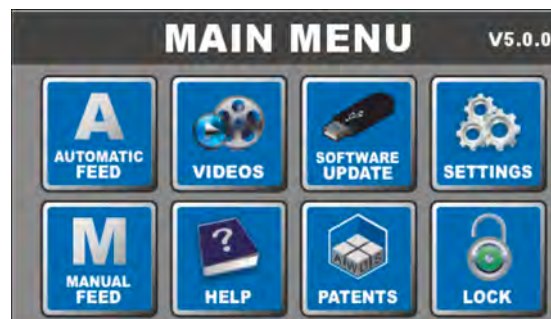 MAIN MENU
V5.0.0
A
AUTOMATIC
FEED
VIDEOS
SOFTWARE
UPDATE
SETTINGS
M
MANUAL
FEED
?
HELP
PATENTS
LOCK